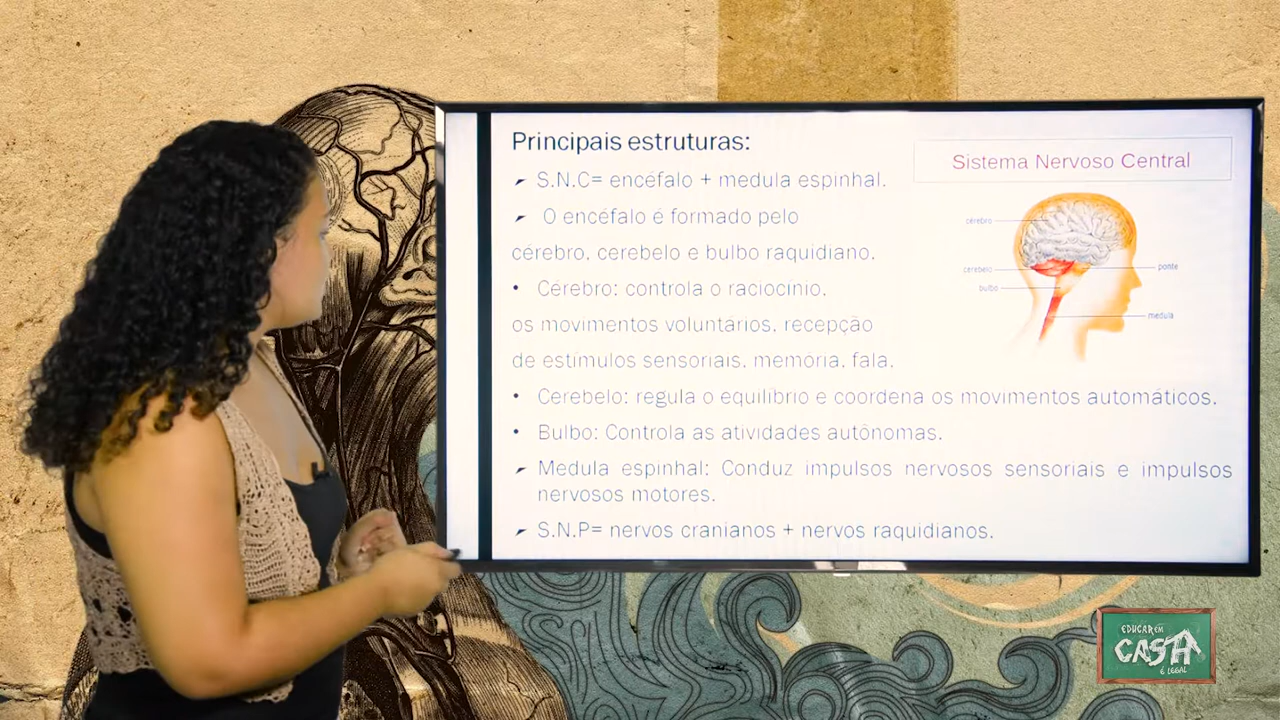 Principais estruturas:
S.N.C= encéfalo + medula espinhal.
O encéfalo é formado pelo
cérebro, cerebelo e bulbo raquidiano.
• Cérebro: controla o raciocínio,
os movimentos voluntários, recepção
de estímulos sensoriais, memoria, fala.
• Cerebelo: regula o equilíbrio e coordena os movimentos automáticos.
• Bulbo: Controla as atividades autônomas.
Medula espinhal: Conduz impulsos nervosos sensoriais e impulsos
nervosos motores.
S.N.P= nervos cranianos + nervos raquidianos.
Sistema Nervoso Central
cérebro
cerebelo
ponte
bulbo
medula
EDUCAR EM
CASA
É LEGAL